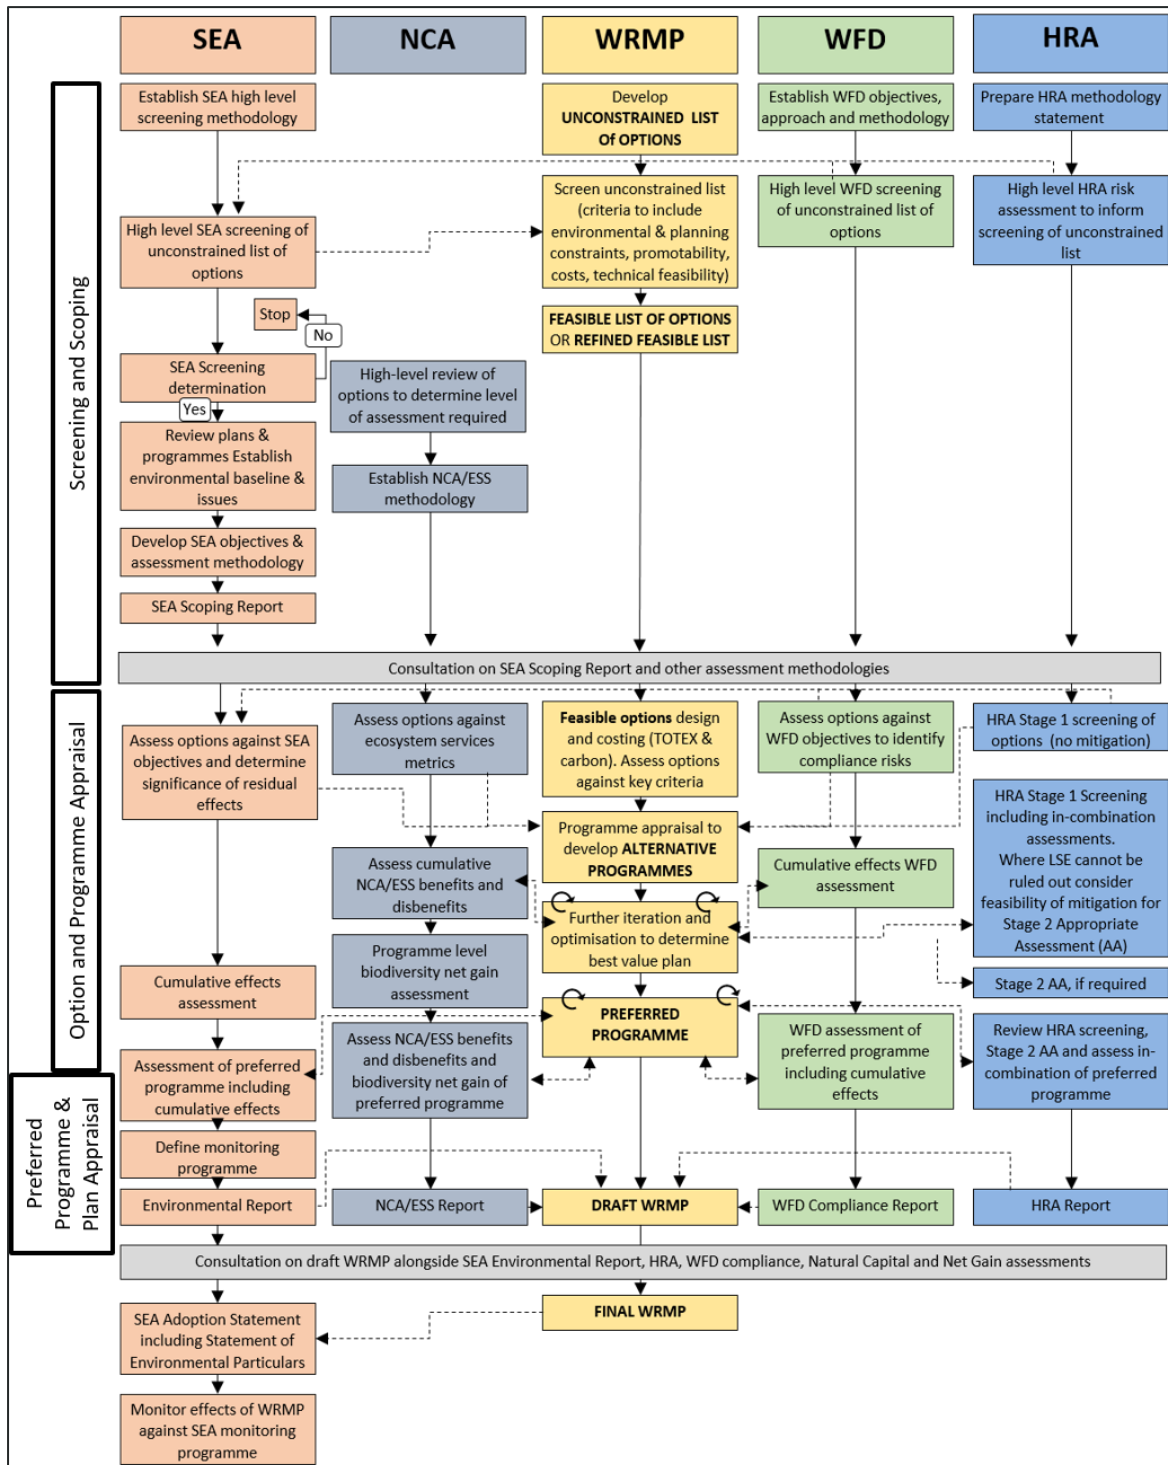 SEA
NCA
WRMP
WFD
HRA
Screening and Scoping
Establish SEA high level
screening methodology
Develop
UNCONSTRAINED LIST
Of OPTIONS
Establish WFD objectives,
approach and methodology
Prepare HRA methodology
statement
High level SEA screening of
unconstrained list of
options
Screen unconstrained list
(criteria to include
environmental & planning
constraints, promotability,
costs, technical feasibility)
High level WFD screening
of unconstrained list of
options
High level HRA risk
assessment to inform
screening of unconstrained
list
Stop
No
FEASIBLE LIST OF OPTIONS
OR REFINED FEASIBLE LIST
SEA Screening
determination
Yes
High-level review of
options to determine level
of assessment required
Review plans &
programmes Establish
environmental baseline &
issues
Establish NCA/ESS
methodology
Develop SEA objectives &
assessment methodology
SEA Scoping Report
Consultation on SEA Scoping Report and other assessment methodologies
Option and Programme Appraisal
Assess options against SEA
objectives and determine
significance of residual
effects
Assess options against
ecosystem services
metrics
Feasible options design
and costing (TOTEX &
carbon). Assess options
against key criteria
Assess options against
WFD objectives to identify
compliance risks
HRA Stage 1 screening of
options (no mitigation)
Programme appraisal to
develop ALTERNATIVE
PROGRAMMES
HRA Stage 1 Screening
including in-combination
assessments.
Where LSE cannot be
ruled out consider
feasibility of mitigation for
Stage 2 Appropriate
Assessment (AA)
Assess cumulative
NCA/ESS benefits and
disbenefits
Cumulative effects WFD
assessment
Further iteration and
optimisation to determine
best value plan
Programme level
biodiversity net gain
assessment
Cumulative effects
assessment
Stage 2 AA, if required
PREFERRED
PROGRAMME
Assessment of preferred
programme including
cumulative effects
Assess NCA/ESS benefits
and disbenefits and
biodiversity net gain of
preferred programme
WFD assessment of
preferred programme
including cumulative
effects
Review HRA screening,
Stage 2 AA and assess in-
combination of preferred
programme
Preferred
Programme &
Plan Appraisal
Define monitoring
programme
Environmental Report
NCA/ESS Report
DRAFT WRMP
WFD Compliance Report
HRA Report
Consultation on draft WRMP alongside SEA Environmental Report, HRA, WFD compliance, Natural Capital and Net Gain assessments
SEA Adoption Statement
including Statement of
Environmental Particulars
FINAL WRMP
Monitor effects of WRMP
against SEA monitoring
programme